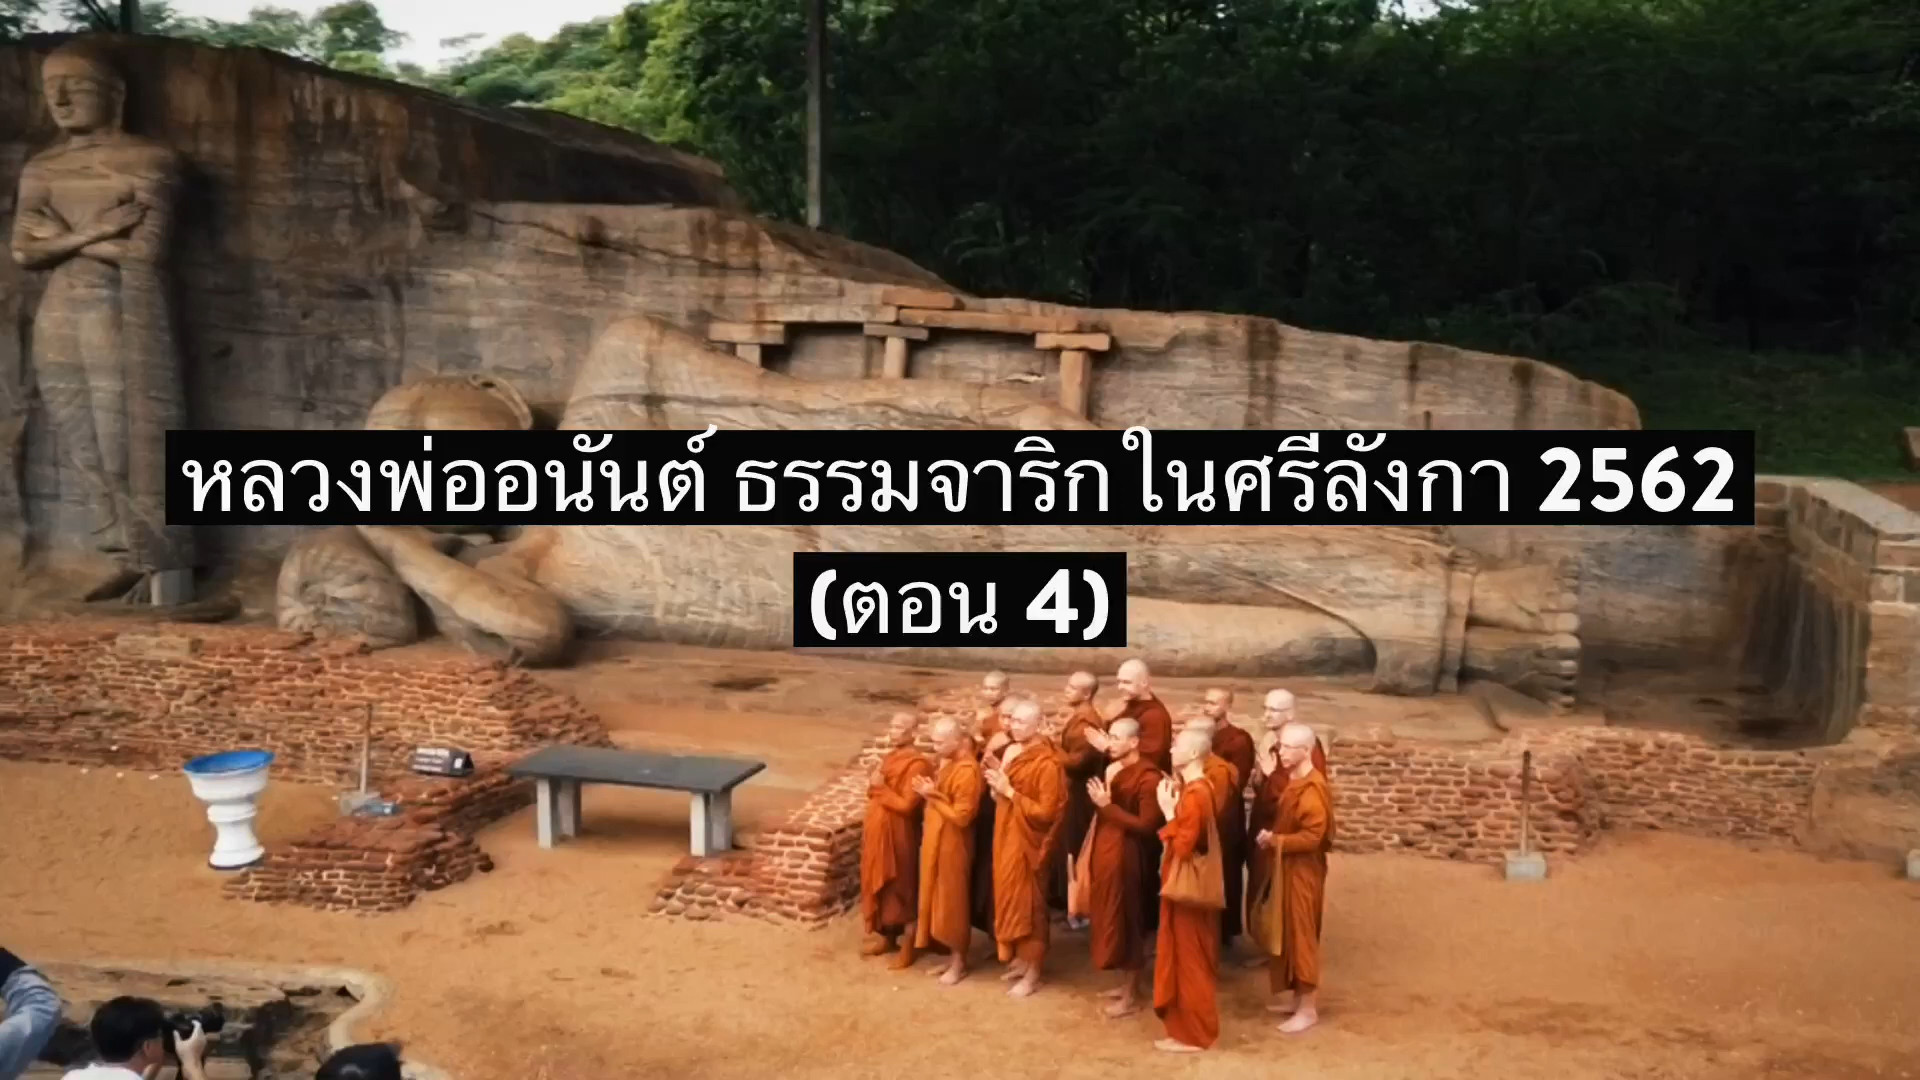 หลวงพ่ออนันต์ ธรรมจาริก ในศรีลังกา 2562
(ตอน 4)